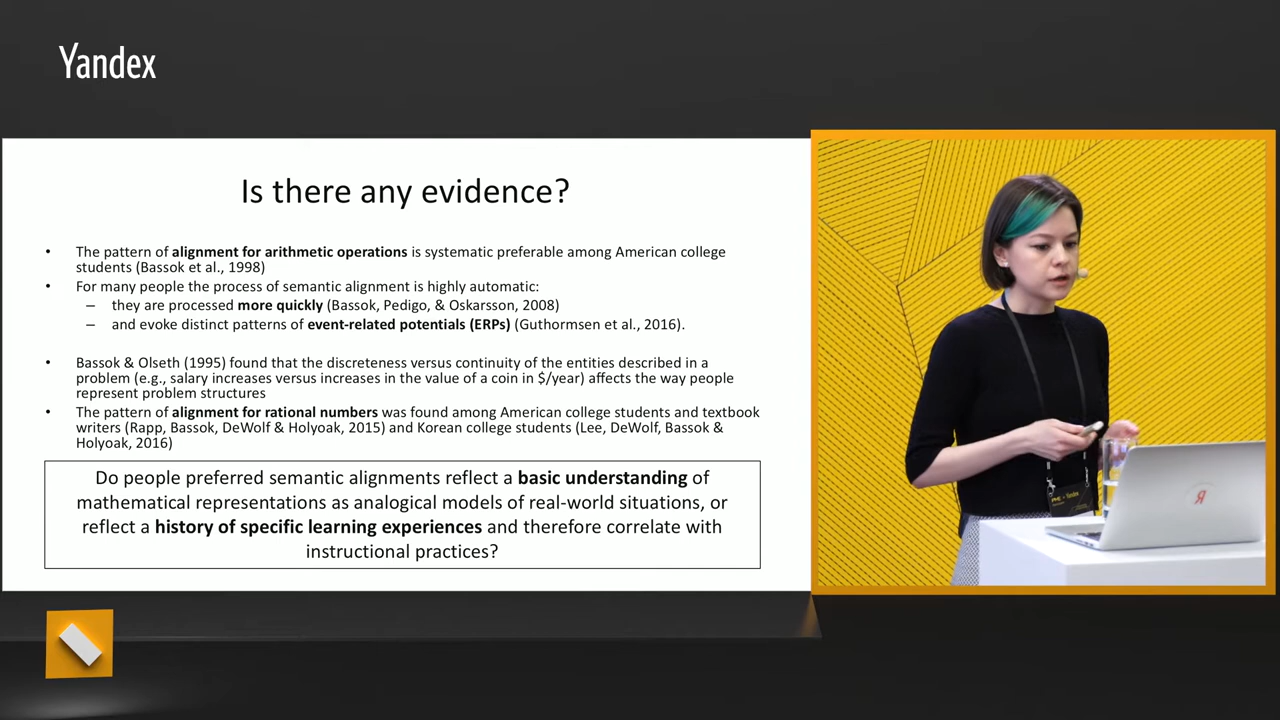 Yandex
Is there any evidence?
• The pattern of alignment for arithmetic operations is systematic preferable among American college
students (Bassok et al., 1998)
• For many people the process of semantic alignment is highly automatic:
– they are processed more quickly (Bassok, Pedigo, & Oskarsson, 2008)
– and evoke distinct patterns of event-related potentials (ERPs) (Guthormsen et al., 2016).
• Bassok & Olseth (1995) found that the discreteness versus continuity of the entities described in a
problem (e.g., salary increases versus increases in the value of a coin in $/year) affects the way people
represent problem structures
• The pattern of alignment for rational numbers was found among American college students and textbook
writers (Rapp, Bassok, DeWolf & Holyoak, 2015) and Korean college students (Lee, DeWolf, Bassok &
Holyoak, 2016)
Do people preferred semantic alignments reflect a basic understanding of
mathematical representations as analogical models of real-world situations, or
reflect a history of specific learning experiences and therefore correlate with
instructional practices?
Я